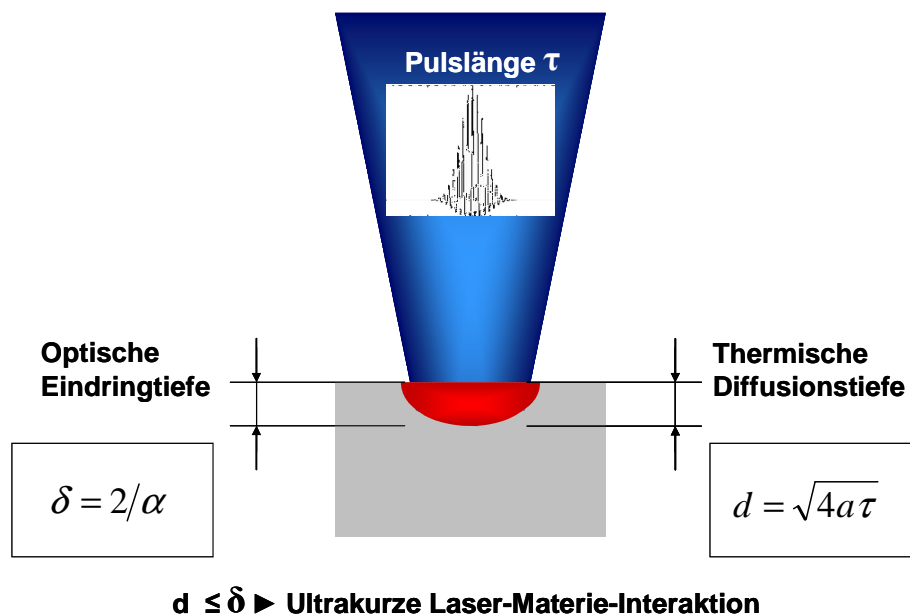 Pulslänge τ
Optische
Eindringtiefe
Thermische
Diffusionstiefe
δ = 2/α
d = √4aτ
d ≤ δ ► Ultrakurze Laser-Materie-Interaktion